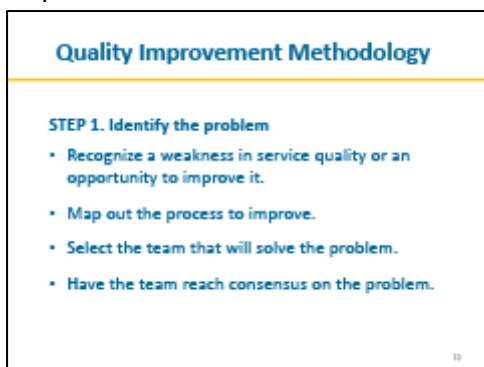 Quality Improvement Methodology
STEP 1. Identify the problem
• Recognize a weakness in service quality or an
opportunity to improve it.
• Map out the process to improve.
• Select the team that will solve the problem.
• Have the team reach consensus on the problem.